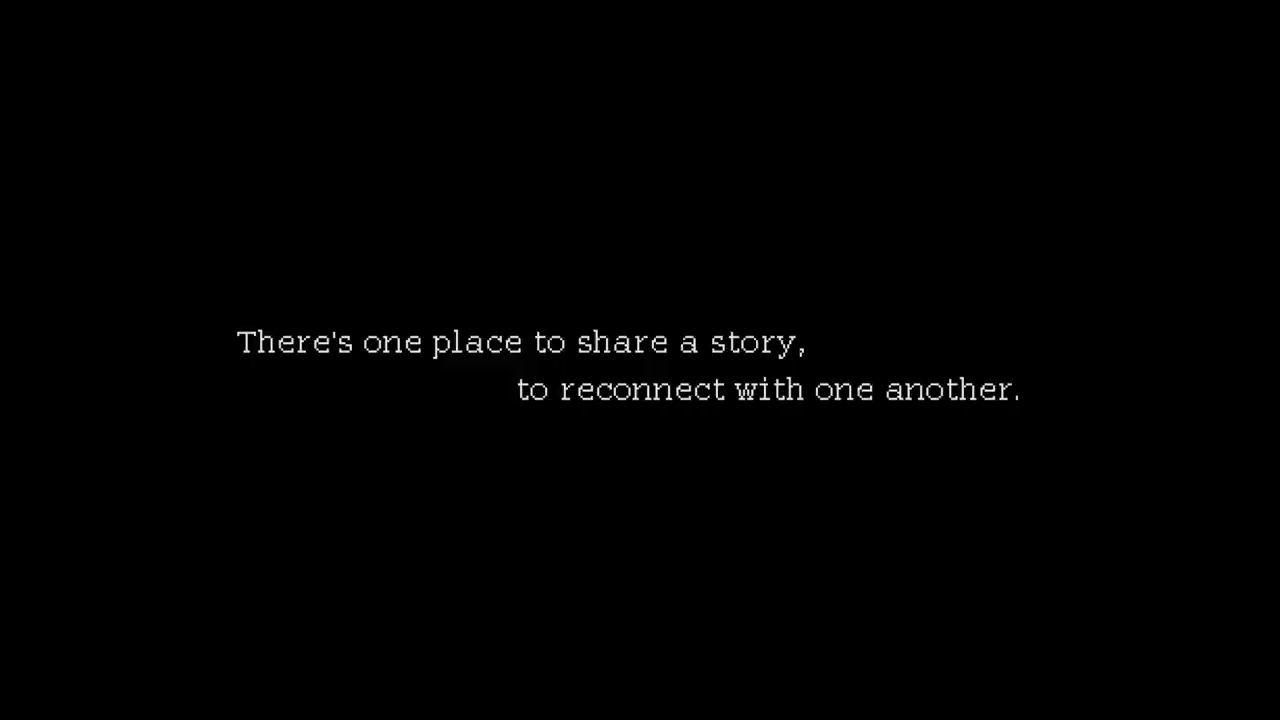 There's one place to share a story,
to reconnect with one another.